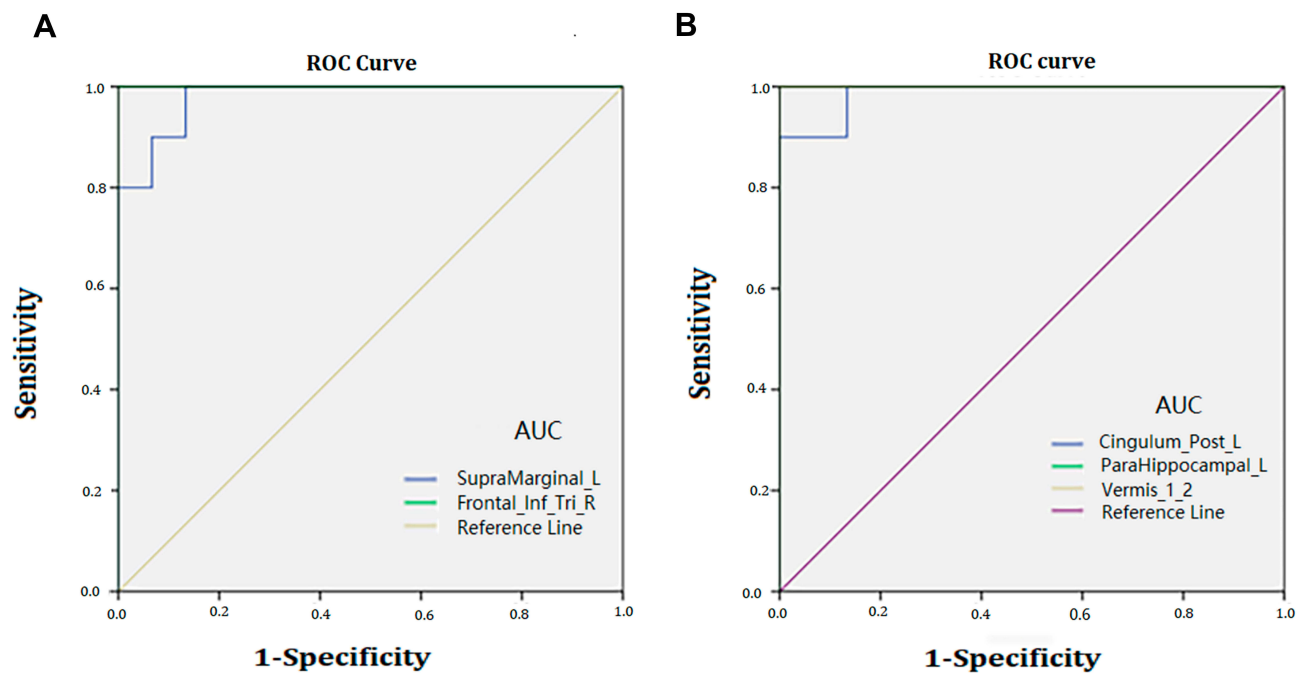 A
ROC Curve
1.0
0.8
0.6
0.4
0.2
0.0
Sensitivity
AUC
SupraMarginal_L
Frontal_Inf_Tri_R
Reference Line
0.0 0.2 0.4 0.6 0.8 1.0
1-Specificity
B
ROC curve
1.0
0.8
0.6
0.4
0.2
0.0
Sensitivity
AUC
Cingulum_Post_L
ParaHippocampal_L
Vermis_1_2
Reference Line
0.0 0.2 0.4 0.6 0.8 1.0
1-Specificity